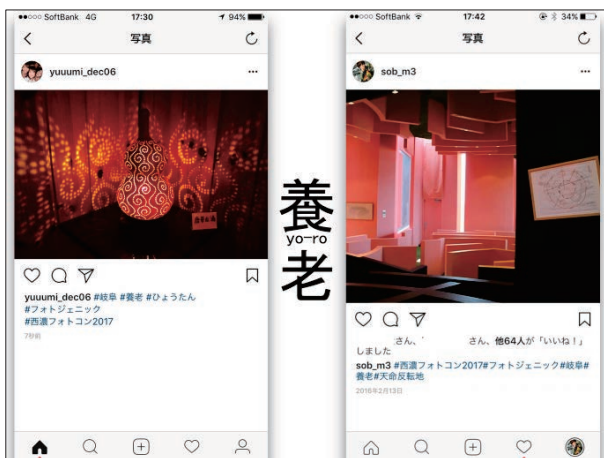 ●●○○○ SoftBank 4G 17:30 94%
写真
yuuumi_dec06
yuuumi_dec06 #岐阜 #養老 #ひょうたん
#フォトジェニック
#西濃フォトコン2017
7秒前
養
yo-ro
老
●●○○○ SoftBank 17:42 34%
写真
sob_m3
さん、 さん、他64人が「いいね!」
しました
sob_m3 #西濃フォトコン2017#フォトジェニック#岐阜#
養老#天命反転地
2016年2月13日